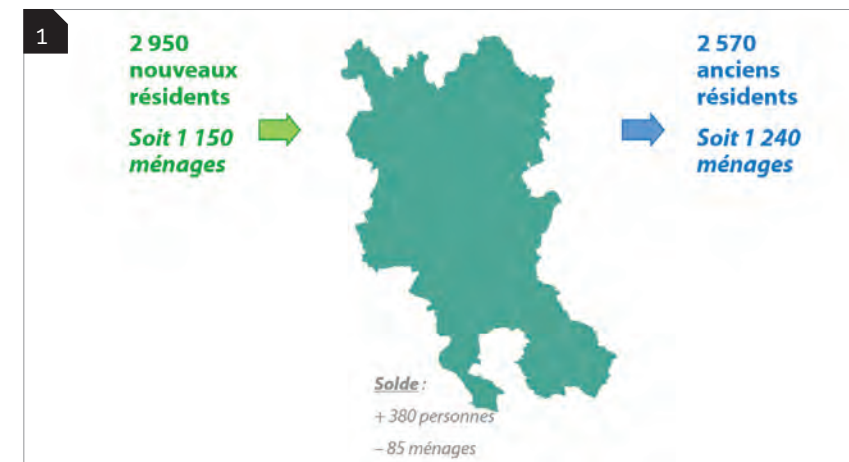 1
2 950
nouveaux
résidents
Soit 1 150
ménages
2 570
anciens
résidents
Soit 1 240
ménages
Solde :
+ 380 personnes
– 85 ménages